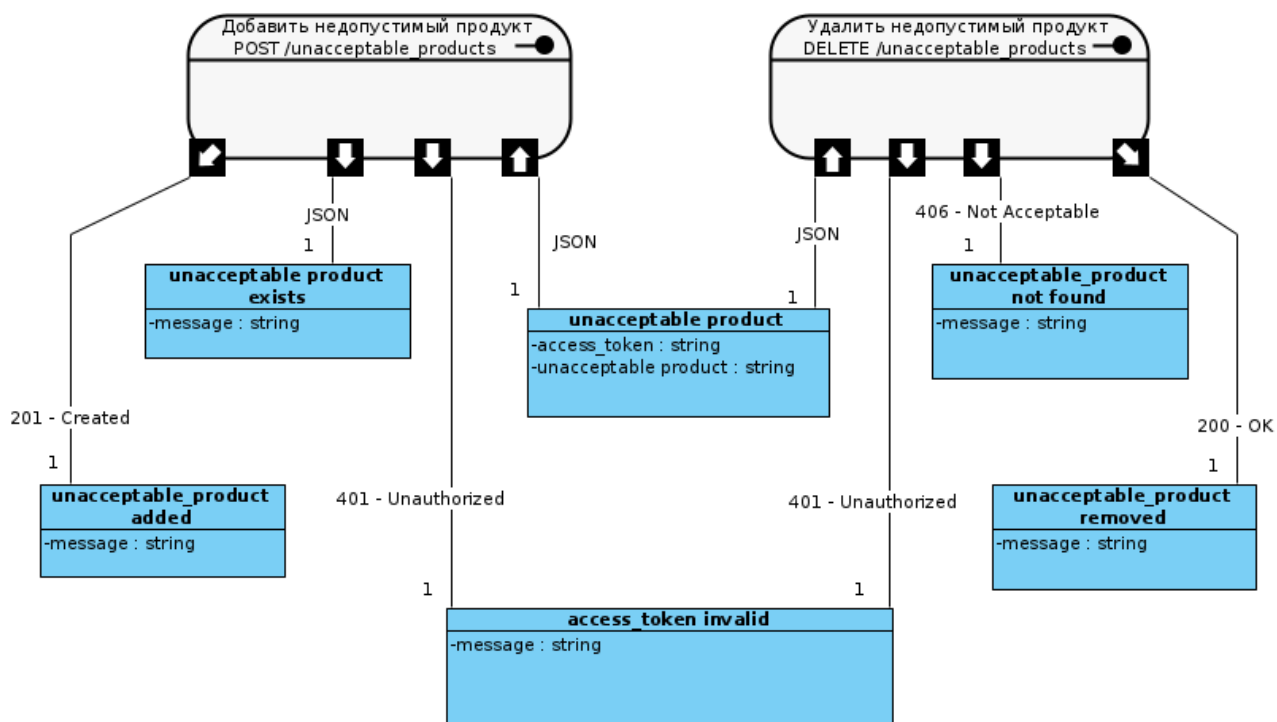 Добавить недопустимый продукт
POST /unacceptable_products
Удалить недопустимый продукт
DELETE /unacceptable_products
JSON
1
unacceptable product
exists
-message : string
JSON
1
unacceptable product
-access_token : string
-unacceptable product : string
JSON
1
406 - Not Acceptable
1
unacceptable_product
not found
-message : string
201 - Created
1
unacceptable_product
added
-message : string
401 - Unauthorized
1
401 - Unauthorized
1
access_token invalid
-message : string
200 - OK
1
unacceptable_product
removed
-message : string